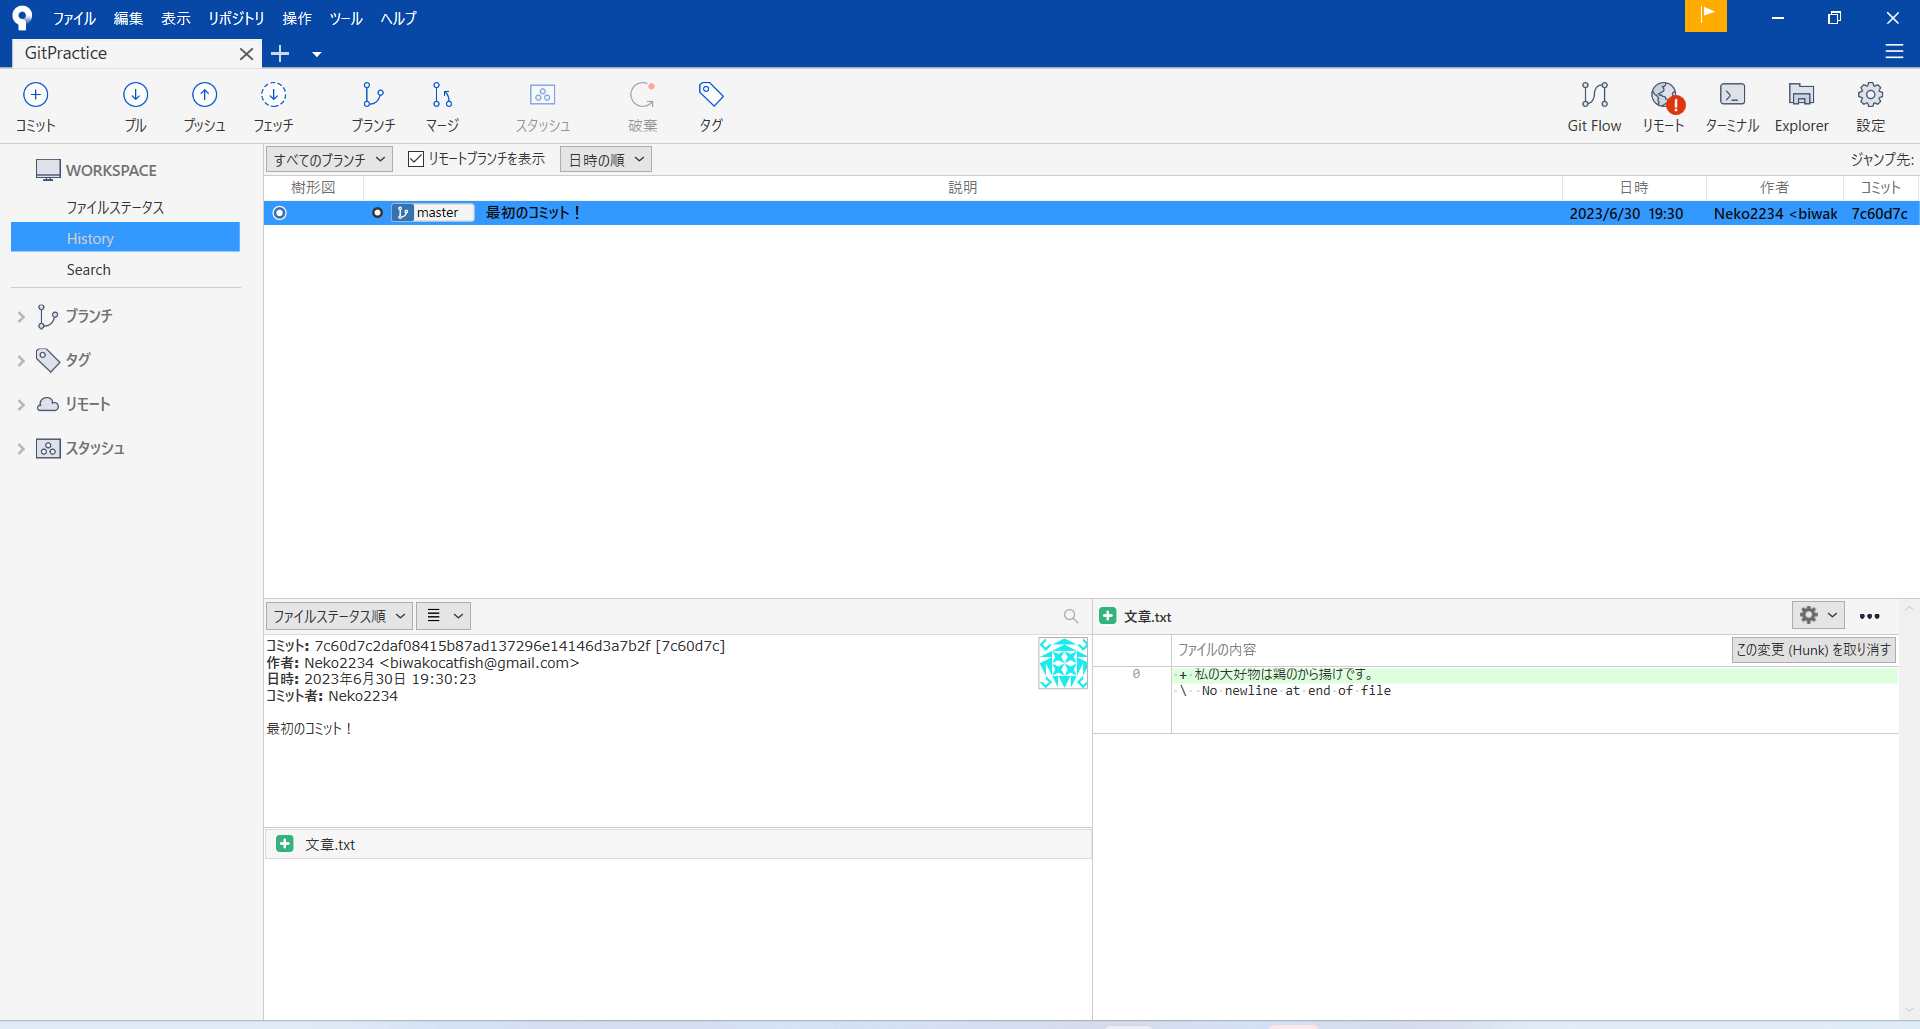 ファイル 編集 表示 リポジトリ 操作 ツール ヘルプ
GitPractice
コミット プル プッシュ フェッチ ブランチ マージ スタッシュ 破棄 タグ Git Flow リモート ターミナル Explorer 設定
WORKSPACE
ファイルステータス
History
Search
ブランチ
タグ
リモート
スタッシュ
すべてのブランチ リモートブランチを表示 日時の順 ジャンプ先:
樹形図 説明 日時 作者 コミット
master 最初のコミット！ 2023/6/30 19:30 Neko2234 <biwak 7c60d7c
ファイルステータス順
コミット: 7c60d7c2daf08415b87ad137296e14146d3a7b2f [7c60d7c]
作者: Neko2234 <biwakocatfish@gmail.com>
日時: 2023年6月30日 19:30:23
コミット者: Neko2234
最初のコミット！
文章.txt
文章.txt
ファイルの内容 この変更 (Hunk) を取り消す
0 + 私の大好物は鶏のから揚げです。
\ No newline at end of file